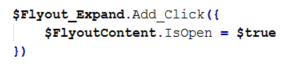 $Flyout_Expand.Add_Click({
    $FlyoutContent.IsOpen = $true
})